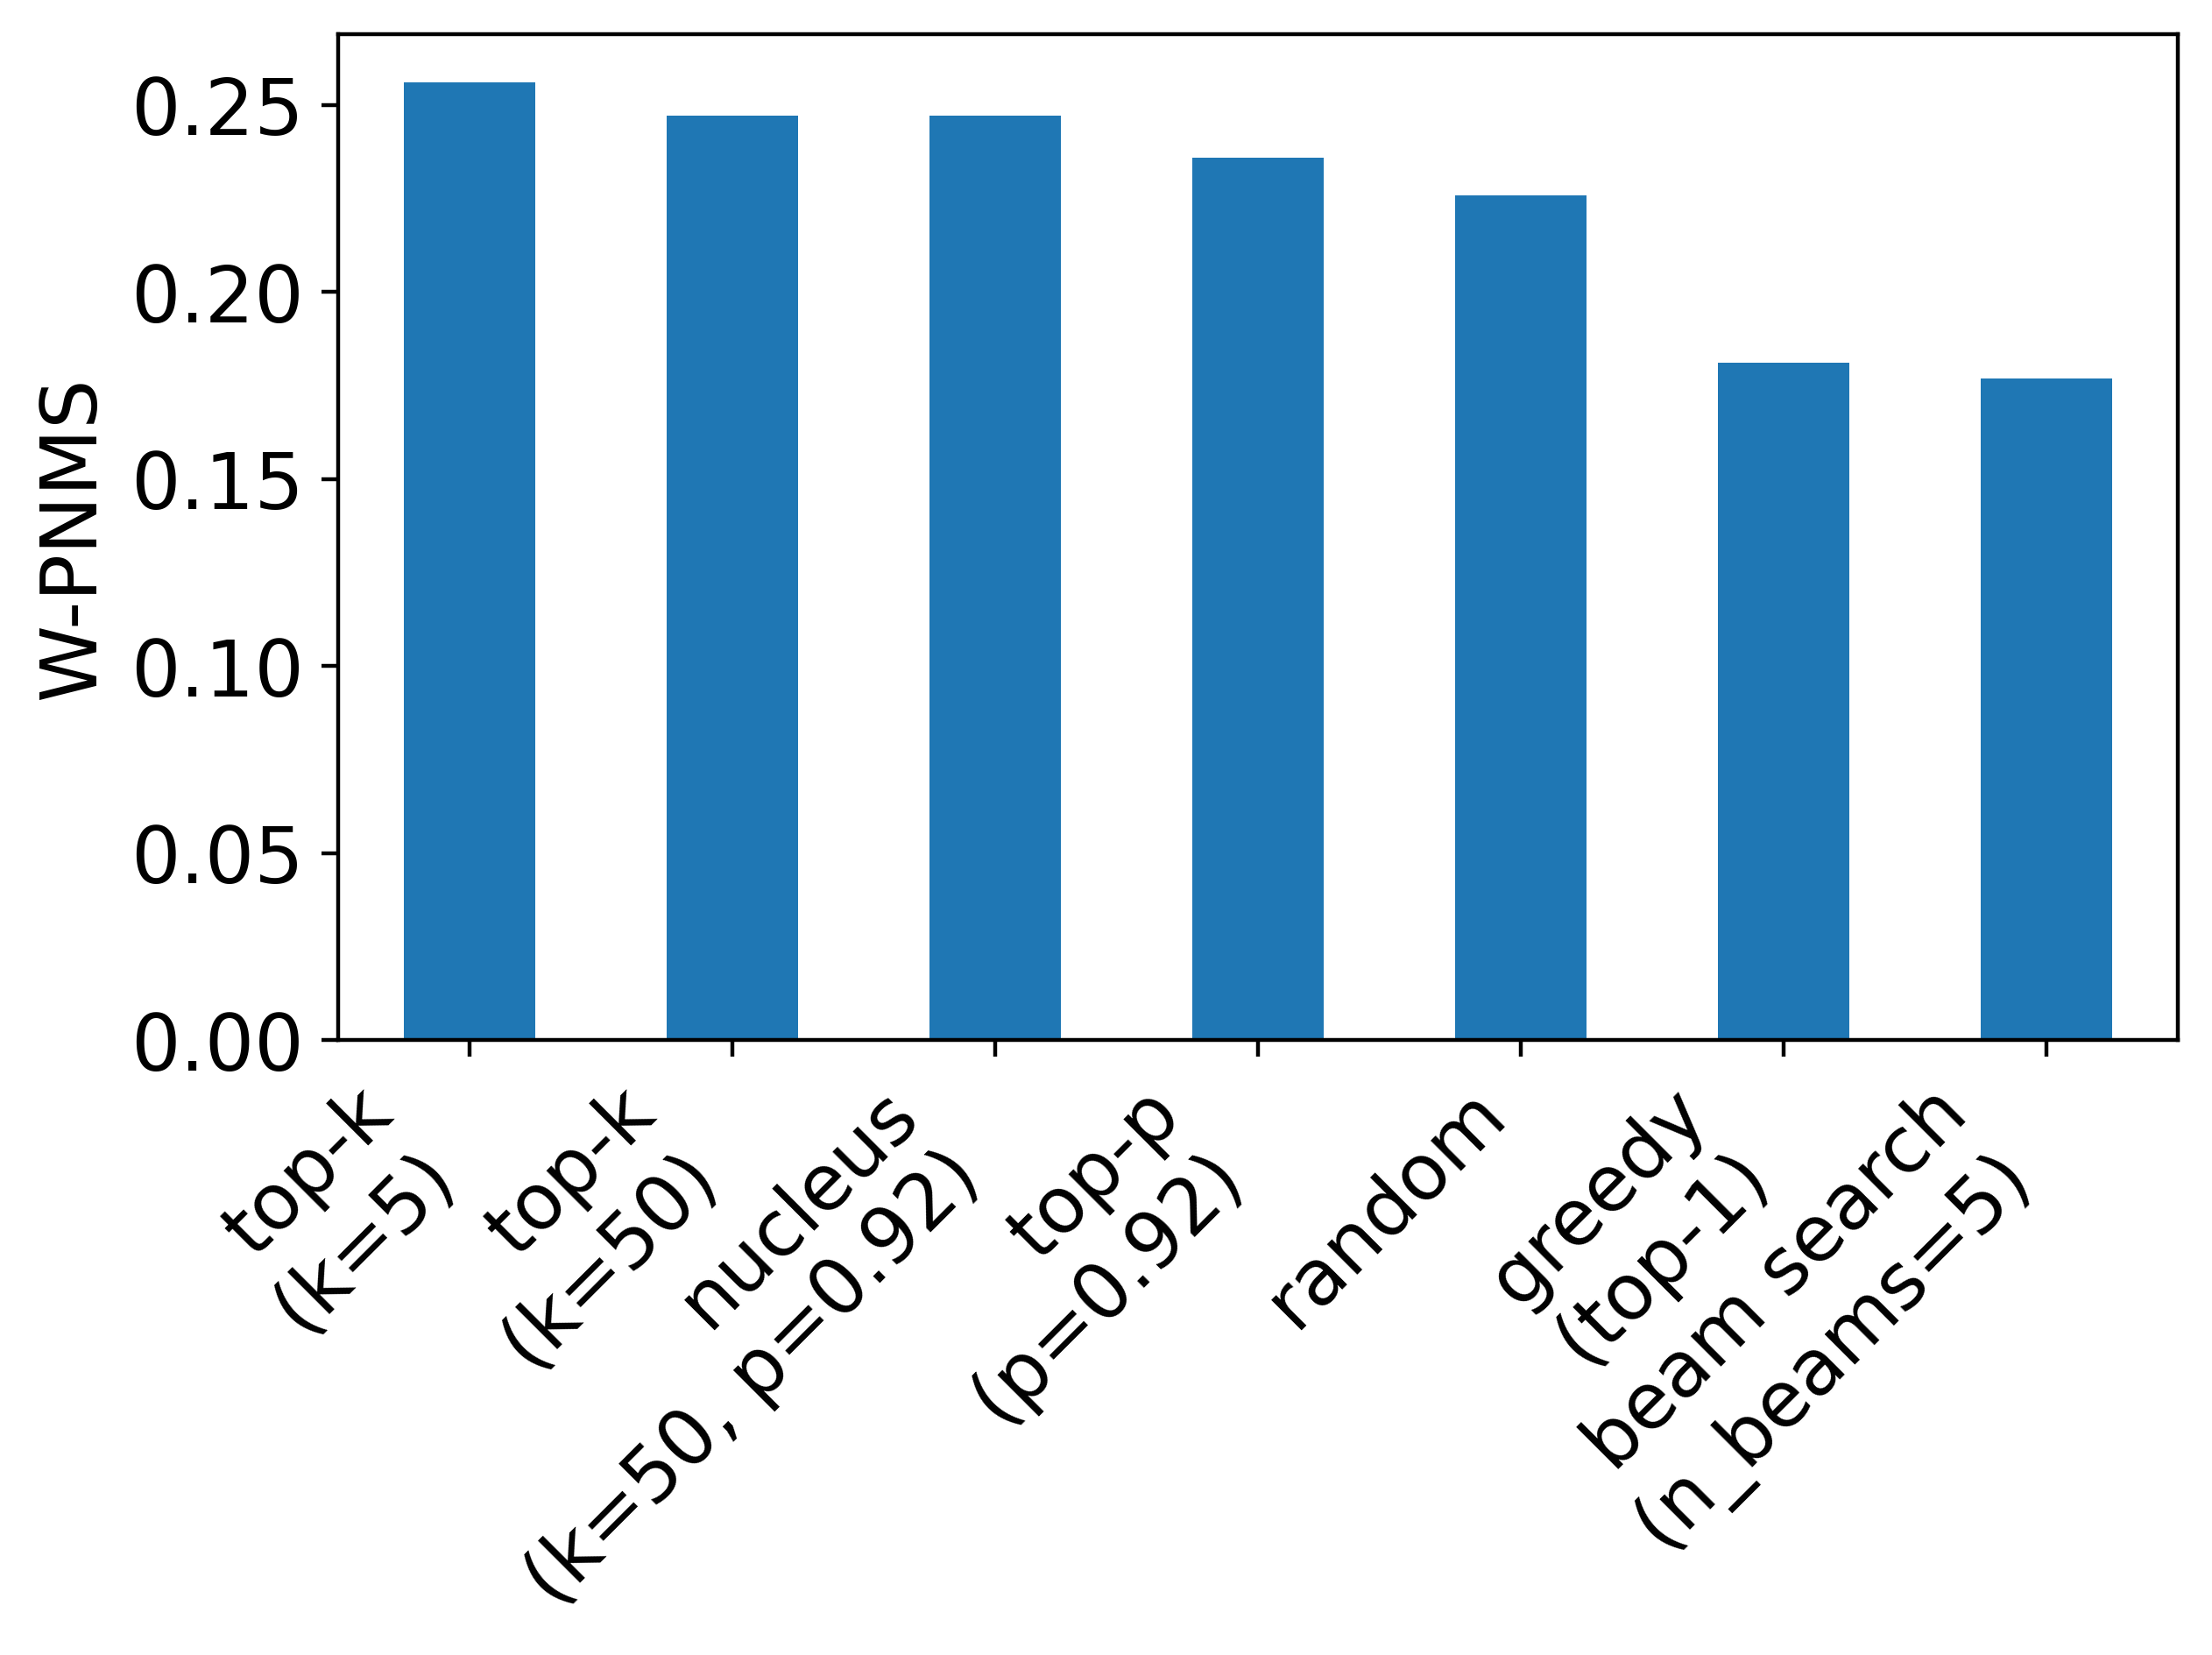 W-PNMS
0.25
0.20
0.15
0.10
0.05
0.00
top-k
(k=5)
top-k
(k=50)
nucleus
(k=50, p=0.92)
top-p
(p=0.92)
random
greedy
(top-1)
beam search
(n_beams=5)